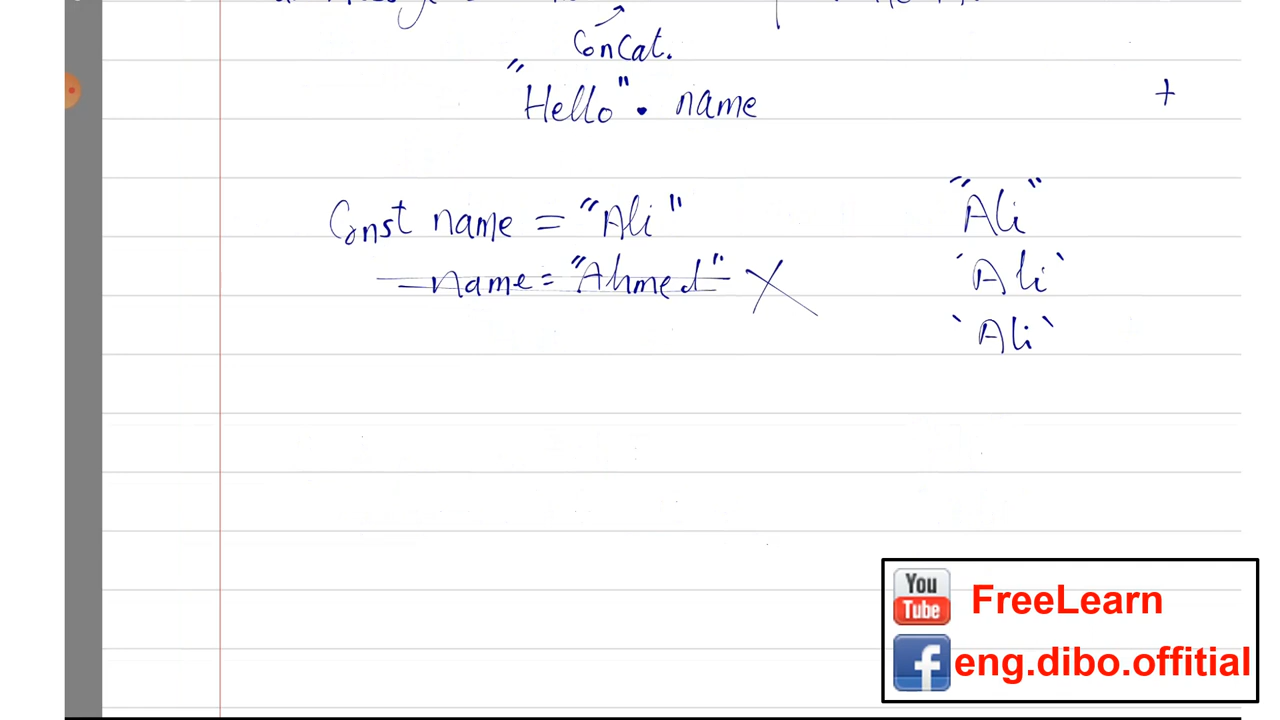 Concat.
"Hello" . name
+
Const name = "Ali"
name = "Ahmed" X
"Ali"
'Ali'
`Ali`
You
Tube
FreeLearn
f
eng.dibo.offitial